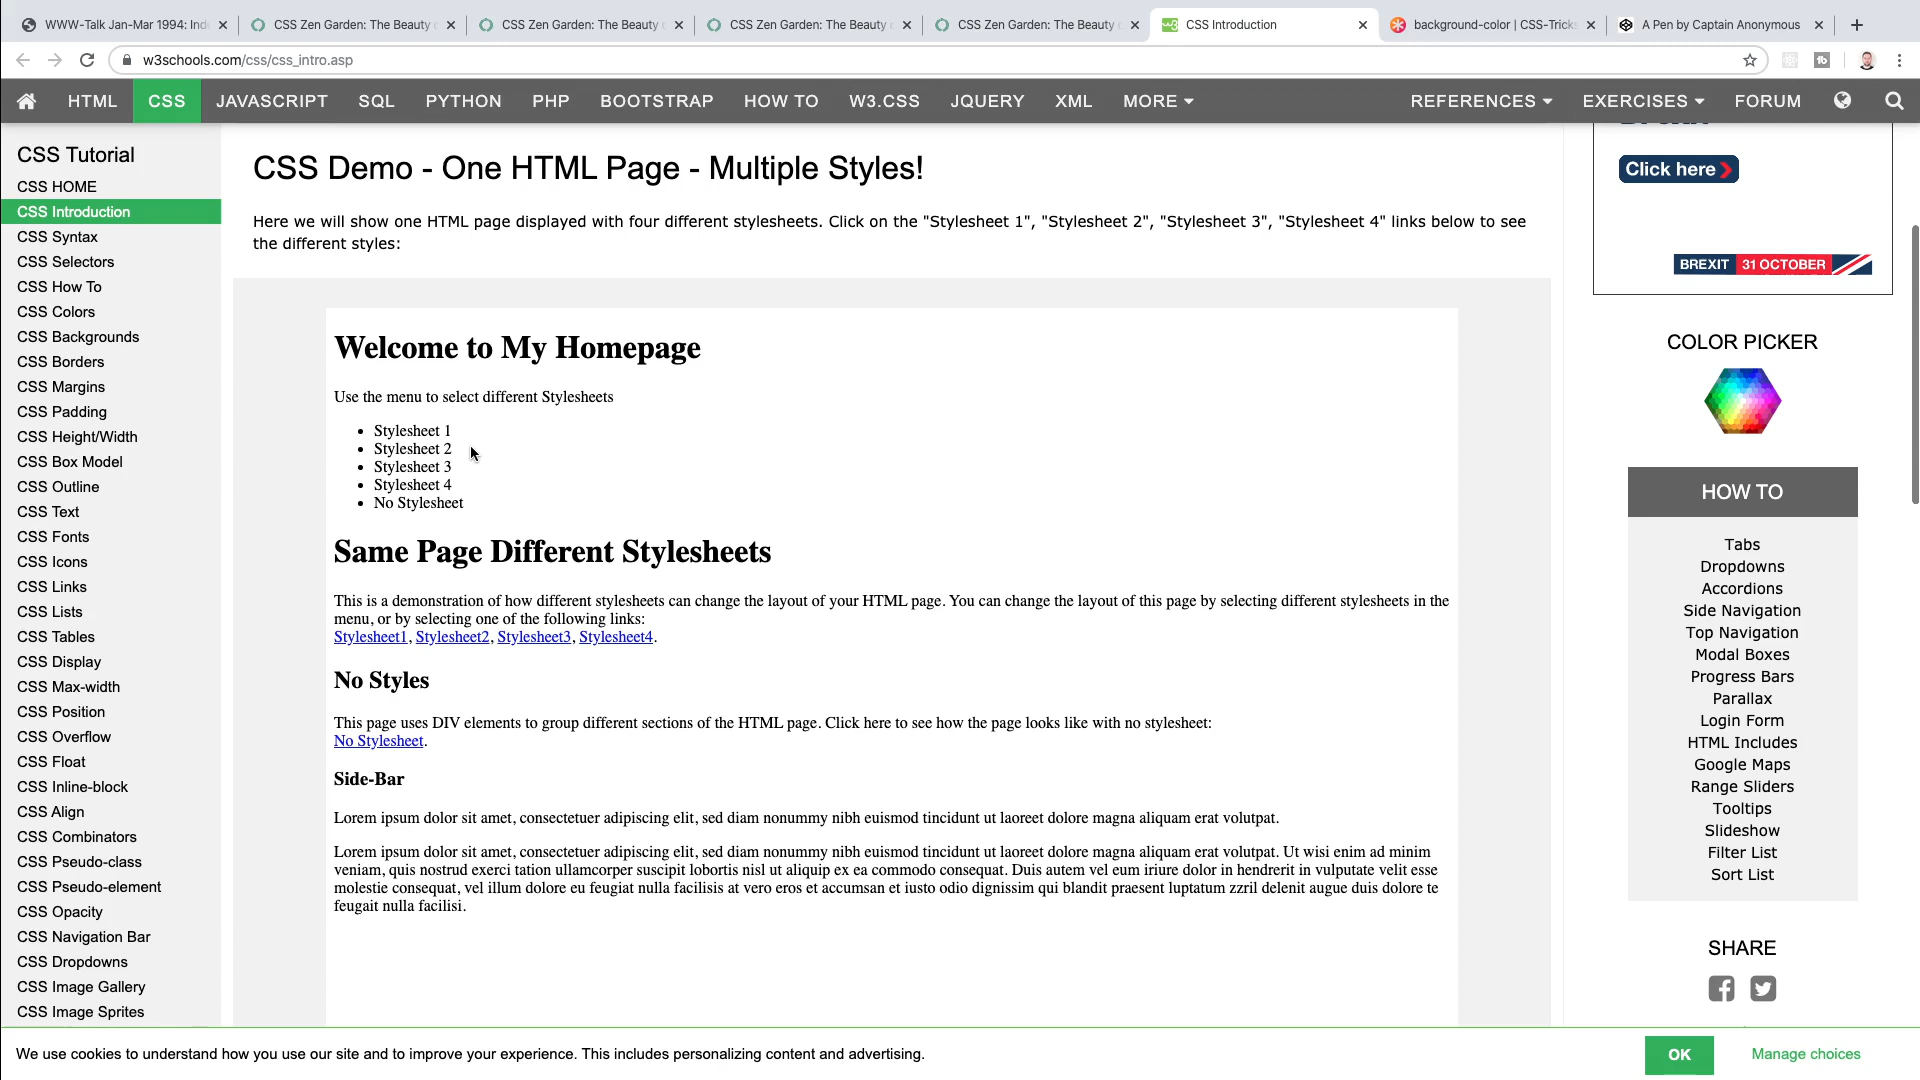 WWW-Talk Jan-Mar 1994: Ind
CSS Zen Garden: The Beauty
CSS Zen Garden: The Beauty
CSS Zen Garden: The Beauty
CSS Zen Garden: The Beauty
CSS Introduction
background-color | CSS-Tricks
A Pen by Captain Anonymous
w3schools.com/css/css_intro.asp
HTML CSS JAVASCRIPT SQL PYTHON PHP BOOTSTRAP HOW TO W3.CSS JQUERY XML MORE REFERENCES EXERCISES FORUM
CSS Tutorial
CSS HOME
CSS Introduction
CSS Syntax
CSS Selectors
CSS How To
CSS Colors
CSS Backgrounds
CSS Borders
CSS Margins
CSS Padding
CSS Height/Width
CSS Box Model
CSS Outline
CSS Text
CSS Fonts
CSS Icons
CSS Links
CSS Lists
CSS Tables
CSS Display
CSS Max-width
CSS Position
CSS Overflow
CSS Float
CSS Inline-block
CSS Align
CSS Combinators
CSS Pseudo-class
CSS Pseudo-element
CSS Opacity
CSS Navigation Bar
CSS Dropdowns
CSS Image Gallery
CSS Image Sprites
CSS Demo - One HTML Page - Multiple Styles!
Here we will show one HTML page displayed with four different stylesheets. Click on the "Stylesheet 1", "Stylesheet 2", "Stylesheet 3", "Stylesheet 4" links below to see
the different styles:
Welcome to My Homepage
Use the menu to select different Stylesheets
• Stylesheet 1
• Stylesheet 2
• Stylesheet 3
• Stylesheet 4
• No Stylesheet
Same Page Different Stylesheets
This is a demonstration of how different stylesheets can change the layout of your HTML page. You can change the layout of this page by selecting different stylesheets in the
menu, or by selecting one of the following links:
Stylesheet1, Stylesheet2, Stylesheet3, Stylesheet4.
No Styles
This page uses DIV elements to group different sections of the HTML page. Click here to see how the page looks like with no stylesheet:
No Stylesheet.
Side-Bar
Lorem ipsum dolor sit amet, consectetuer adipiscing elit, sed diam nonummy nibh euismod tincidunt ut laoreet dolore magna aliquam erat volutpat.
Lorem ipsum dolor sit amet, consectetuer adipiscing elit, sed diam nonummy nibh euismod tincidunt ut laoreet dolore magna aliquam erat volutpat. Ut wisi enim ad minim
veniam, quis nostrud exerci tation ullamcorper suscipit lobortis nisl ut aliquip ex ea commodo consequat. Duis autem vel eum iriure dolor in hendrerit in vulputate velit esse
molestie consequat, vel illum dolore eu feugiat nulla facilisis at vero eros et accumsan et iusto odio dignissim qui blandit praesent luptatum zzril delenit augue duis dolore te
feugait nulla facilisi.
Click here
BREXIT 31 OCTOBER
COLOR PICKER
HOW TO
Tabs
Dropdowns
Accordions
Side Navigation
Top Navigation
Modal Boxes
Progress Bars
Parallax
Login Form
HTML Includes
Google Maps
Range Sliders
Tooltips
Slideshow
Filter List
Sort List
SHARE
We use cookies to understand how you use our site and to improve your experience. This includes personalizing content and advertising.
OK
Manage choices